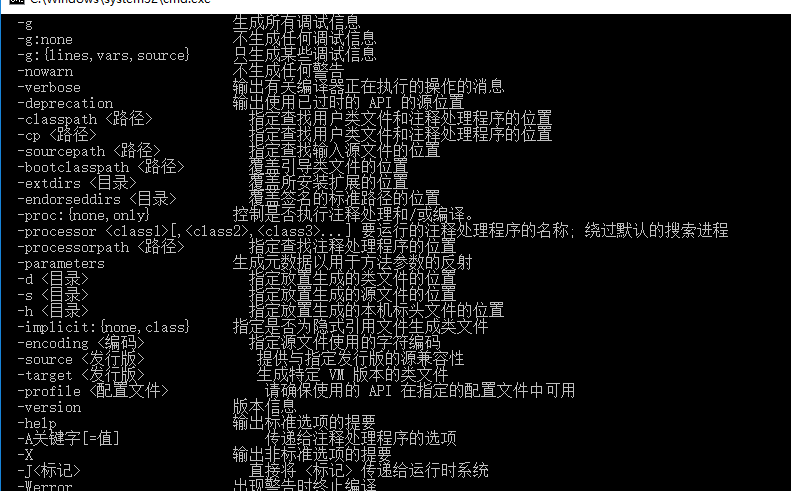 C:\Windows\system32\cmd.exe
-g 生成所有调试信息
-g:none 不生成任何调试信息
-g:{lines,vars,source} 只生成某些调试信息
-nowarn 不生成任何警告
-verbose 输出有关编译器正在执行的操作的消息
-deprecation 输出使用已过时的 API 的源位置
-classpath <路径> 指定查找用户类文件和注释处理程序的位置
-cp <路径> 指定查找用户类文件和注释处理程序的位置
-sourcepath <路径> 指定查找输入源文件的位置
-bootclasspath <路径> 覆盖引导类文件的位置
-extdirs <目录> 覆盖所安装扩展的位置
-endorseddirs <目录> 覆盖签名的标准路径的位置
-proc:{none,only} 控制是否执行注释处理和/或编译。
-processor <class1>[,<class2>,<class3>...] 要运行的注释处理程序的名称; 绕过默认的搜索进程
-processorpath <路径> 指定查找注释处理程序的位置
-parameters 生成元数据以用于方法参数的反射
-d <目录> 指定放置生成的类文件的位置
-s <目录> 指定放置生成的源文件的位置
-h <目录> 指定放置生成的本机标头文件的位置
-implicit:{none,class} 指定是否为隐式引用文件生成类文件
-encoding <编码> 指定源文件使用的字符编码
-source <发行版> 提供与指定发行版的源兼容性
-target <发行版> 生成特定 VM 版本的类文件
-profile <配置文件> 请确保使用的 API 在指定的配置文件中可用
-version 版本信息
-help 输出标准选项的提要
-A关键字[=值] 传递给注释处理程序的选项
-X 输出非标准选项的提要
-J<标记> 直接将 <标记> 传递给运行时系统
-Werror 出现警告时终止编译